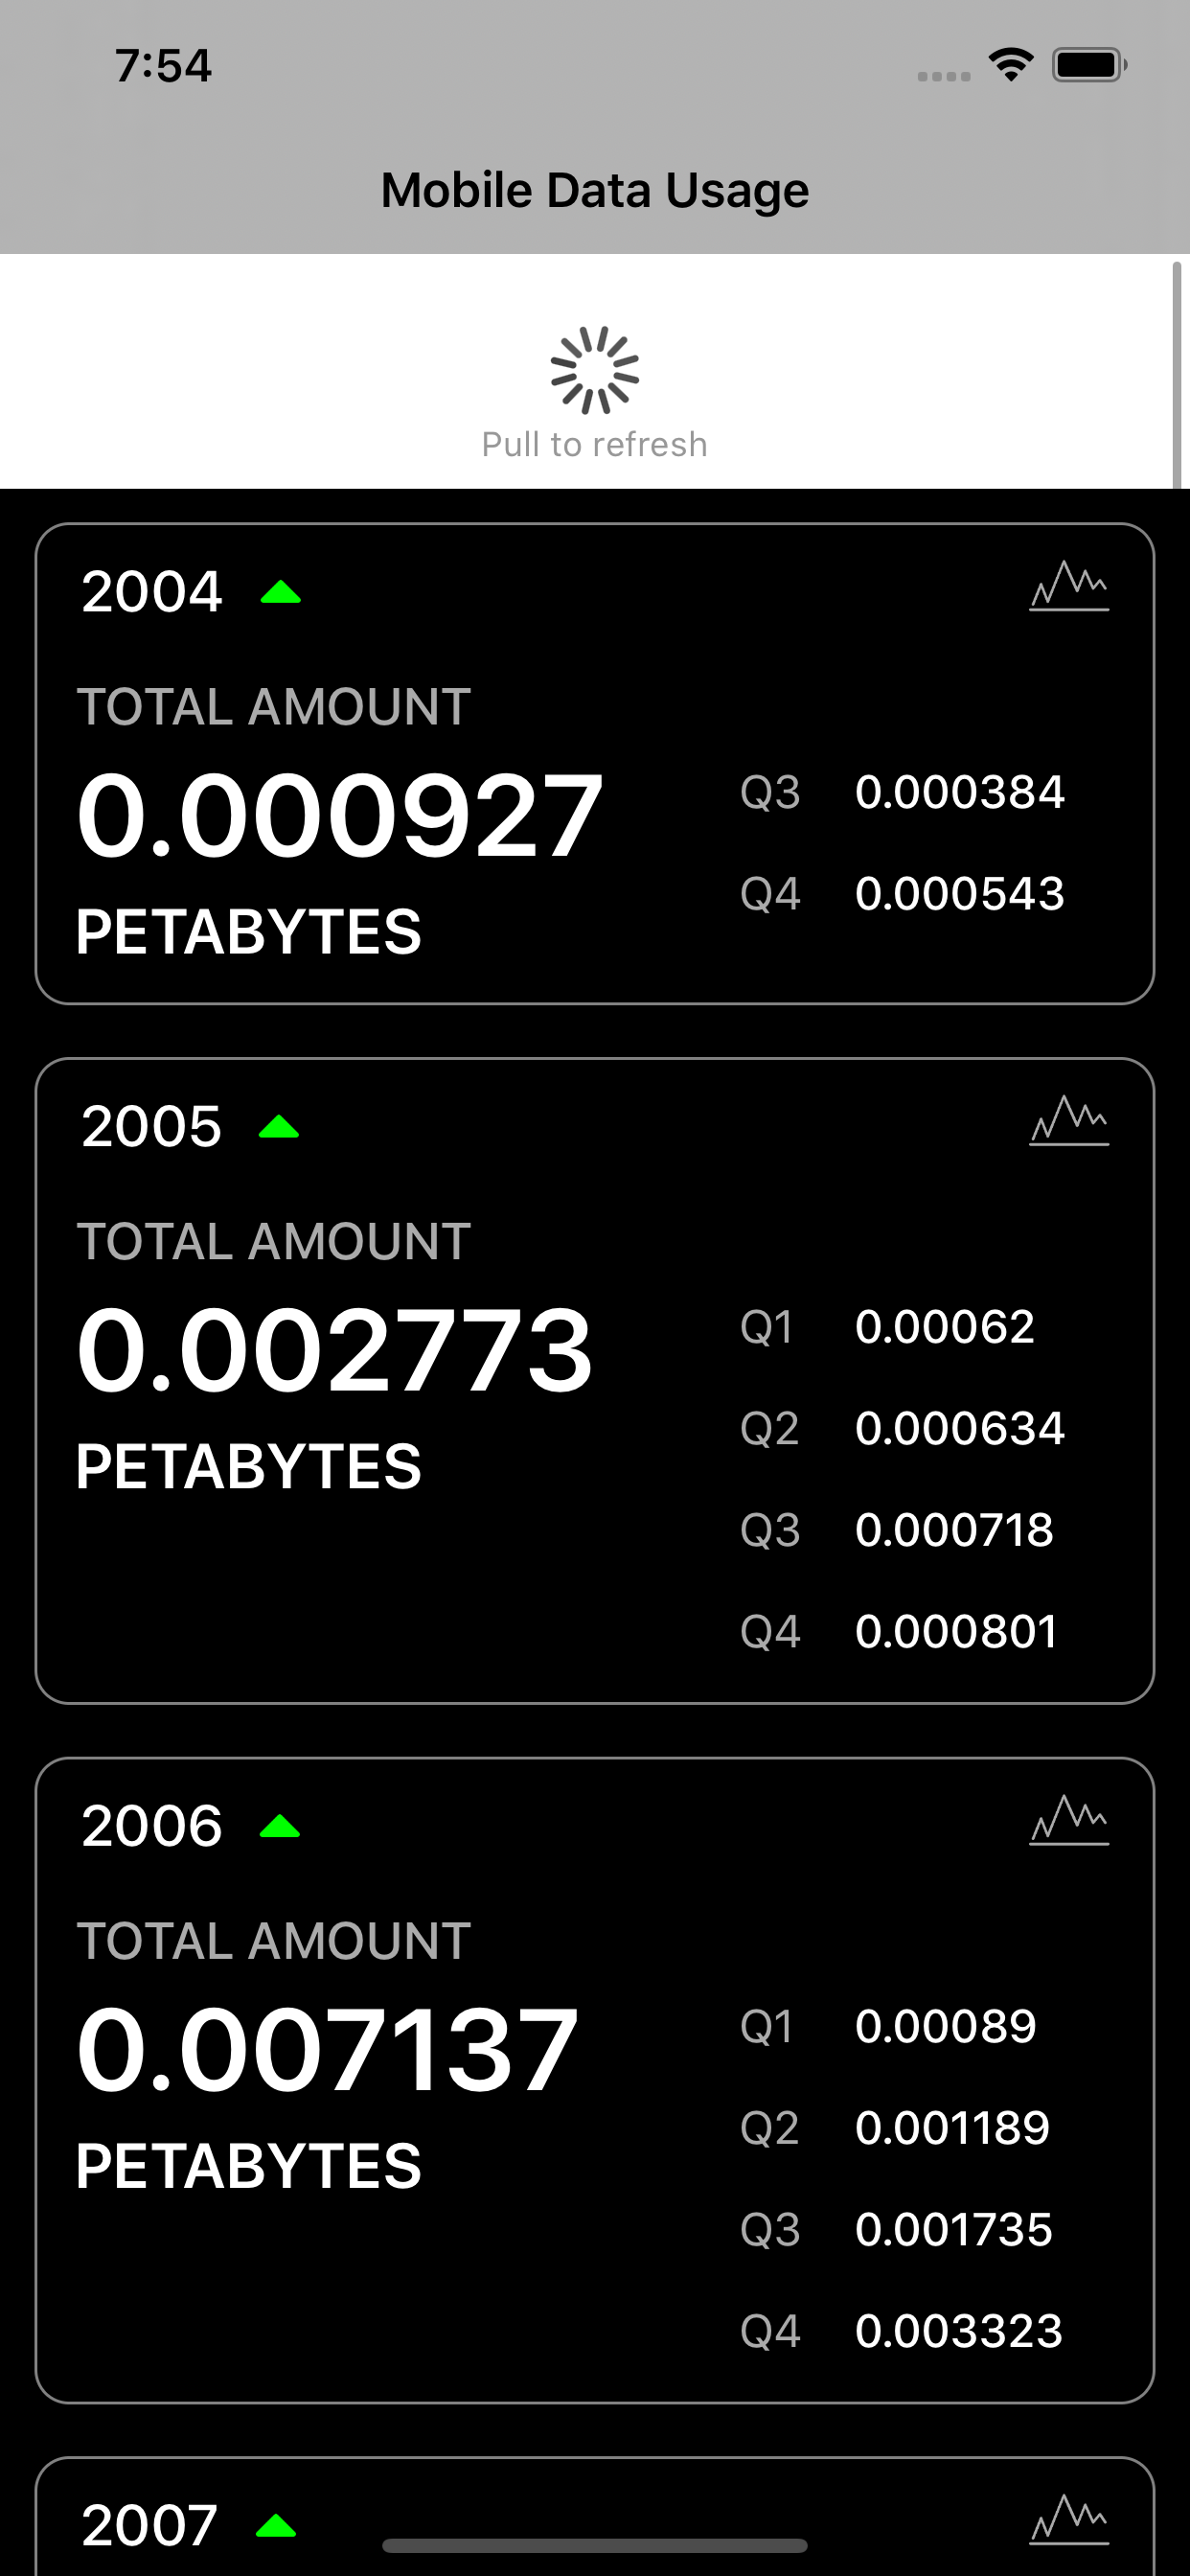 7:54
Mobile Data Usage
Pull to refresh
2004
TOTAL AMOUNT
0.000927
PETABYTES
Q3 0.000384
Q4 0.000543
2005
TOTAL AMOUNT
0.002773
PETABYTES
Q1 0.00062
Q2 0.000634
Q3 0.000718
Q4 0.000801
2006
TOTAL AMOUNT
0.007137
PETABYTES
Q1 0.00089
Q2 0.001189
Q3 0.001735
Q4 0.003323
2007